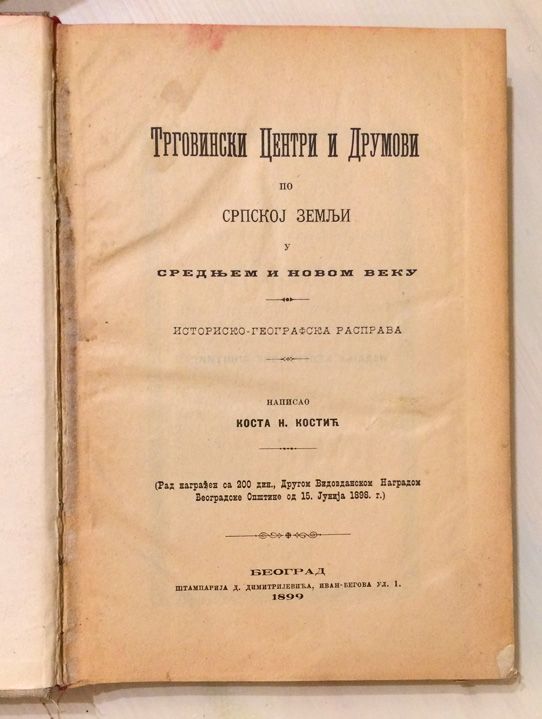 Трговински Центри и Друмови
по
СРПСКОЈ ЗЕМЉИ
у
СРЕДЊЕМ И НОВОМ ВЕКУ
ИСТОРИСКО-ГЕОГРАФСКА РАСПРАВА
НАПИСАО
КОСТА Н. КОСТИЋ
(Рад награђен са 200 дин., Другом Видовданском Наградом
Београдске Општине од 15. Јунија 1898. г.)
БЕОГРАД
ШТАМПАРИЈА Д. ДИМИТРИЈЕВИЋА, ИВАН-БЕГОВА УЛ. 1.
1899